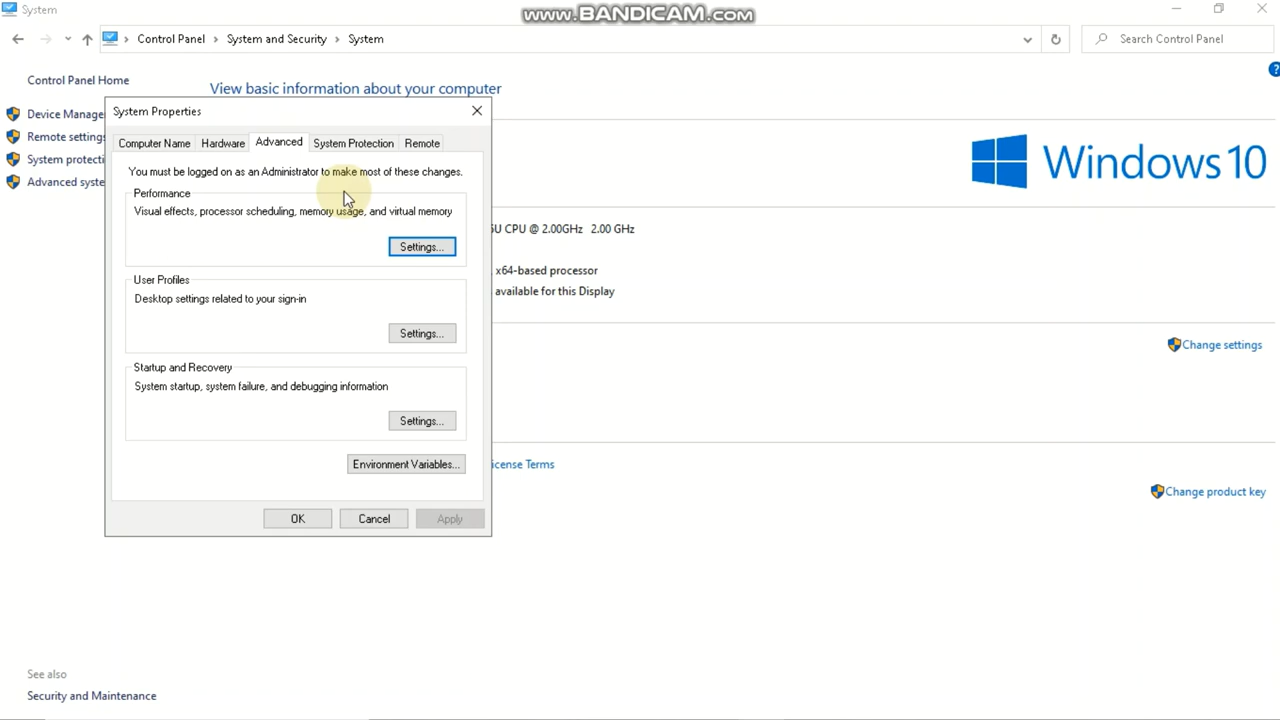 System
www.BANDICAM.com
Control Panel
System and Security
System
Search Control Panel
Control Panel Home
View basic information about your computer
Device Manage
Remote settings
System protecti
Advanced syste
System Properties
Computer Name
Hardware
Advanced
System Protection
Remote
You must be logged on as an Administrator to make most of these changes.
Performance
Visual effects, processor scheduling, memory usage, and virtual memory
Settings...
User Profiles
Desktop settings related to your sign-in
Settings...
Startup and Recovery
System startup, system failure, and debugging information
Settings...
Environment Variables...
OK
Cancel
Apply
Windows 10
CPU @ 2.00GHz 2.00 GHz
x64-based processor
available for this Display
Change settings
License Terms
Change product key
See also
Security and Maintenance